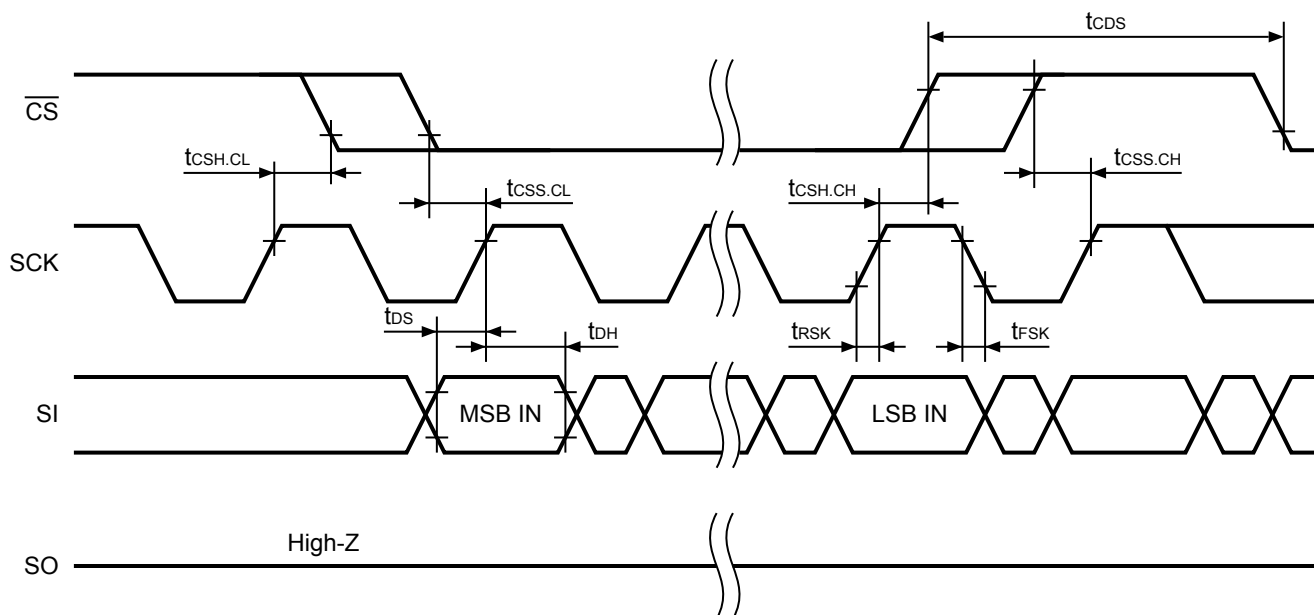 tCDS
CS
tCSH.CL
tCSS.CL
tCSH.CH
tCSS.CH
SCK
tDS
tDH
tRSK
tFSK
SI
MSB IN
LSB IN
High-Z
SO